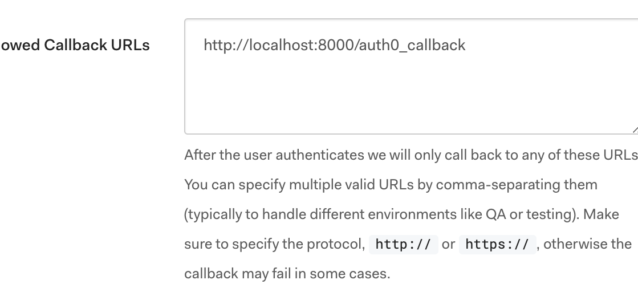 owed Callback URLs
http://localhost:8000/auth0_callback
After the user authenticates we will only call back to any of these URLs
You can specify multiple valid URLs by comma-separating them
(typically to handle different environments like QA or testing). Make
sure to specify the protocol, http:// or https:// , otherwise the
callback may fail in some cases.